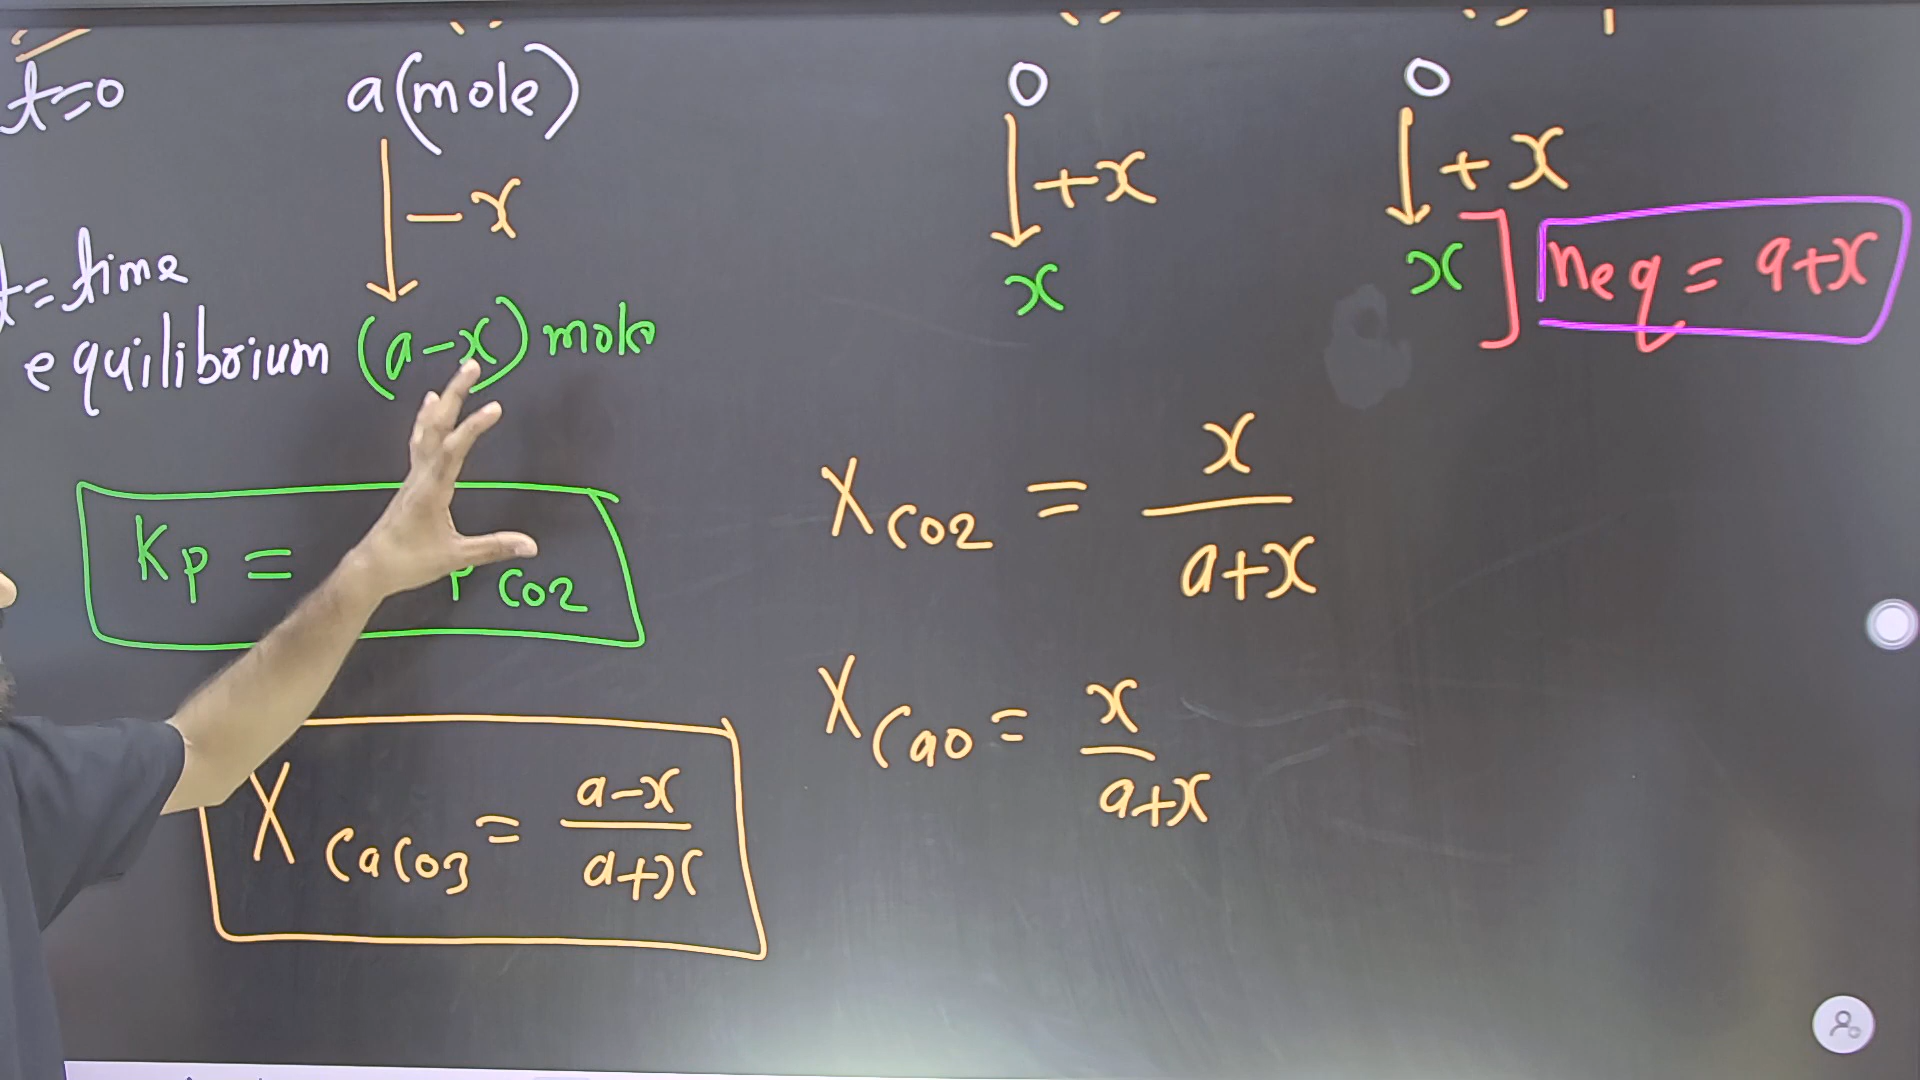 t=0 a(mole) 0 0
-x +x +x
t=time x x ] neq = a+x
equilibrium (a-x) mole
Kp = PCO2
XCO2 = x/a+x
XCaO = x/a+x
XCaCO3 = a-x/a+x